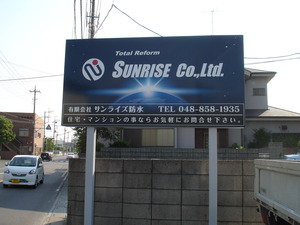 Total Reform
SUNRISE Co.,Ltd.
有限会社 サンライズ防水 TEL 048-858-1935
住宅・マンションの事ならお気軽にお問合せ下さい。